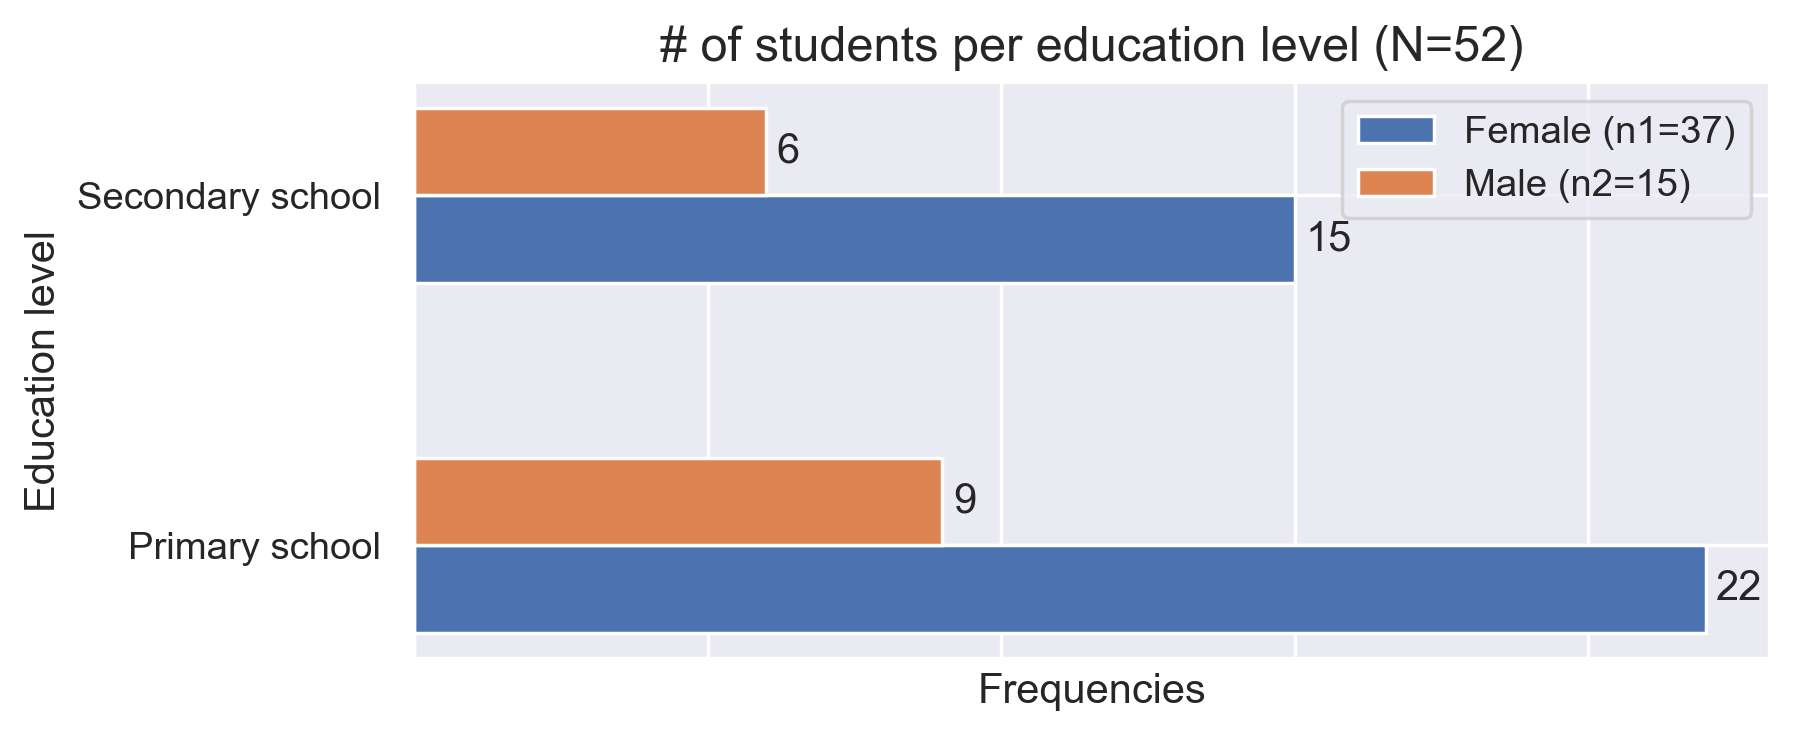 # of students per education level (N=52)
Female (n1=37)
Male (n2=15)
6
Secondary school
15
Education level
9
Primary school
22
Frequencies